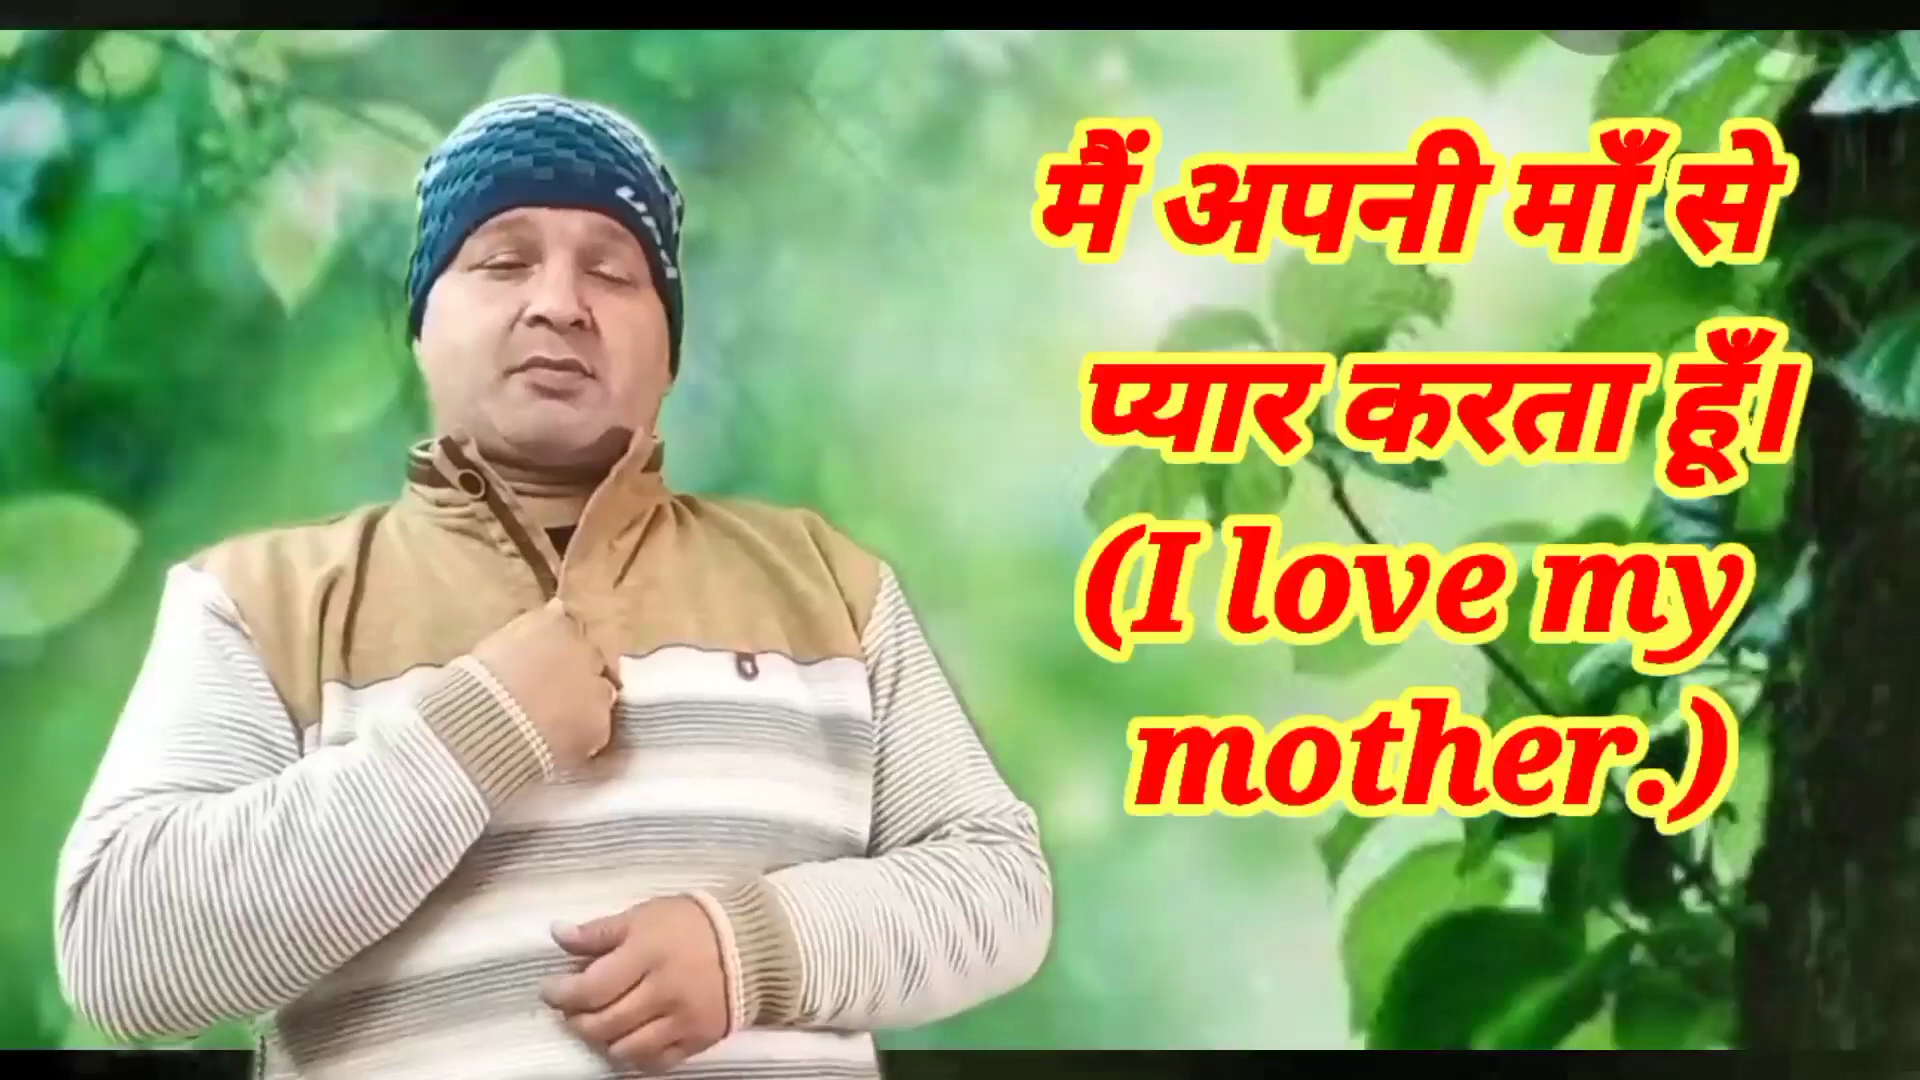 मैं अपनी माँ से
प्यार करता हूँ।
(I love my
mother.)